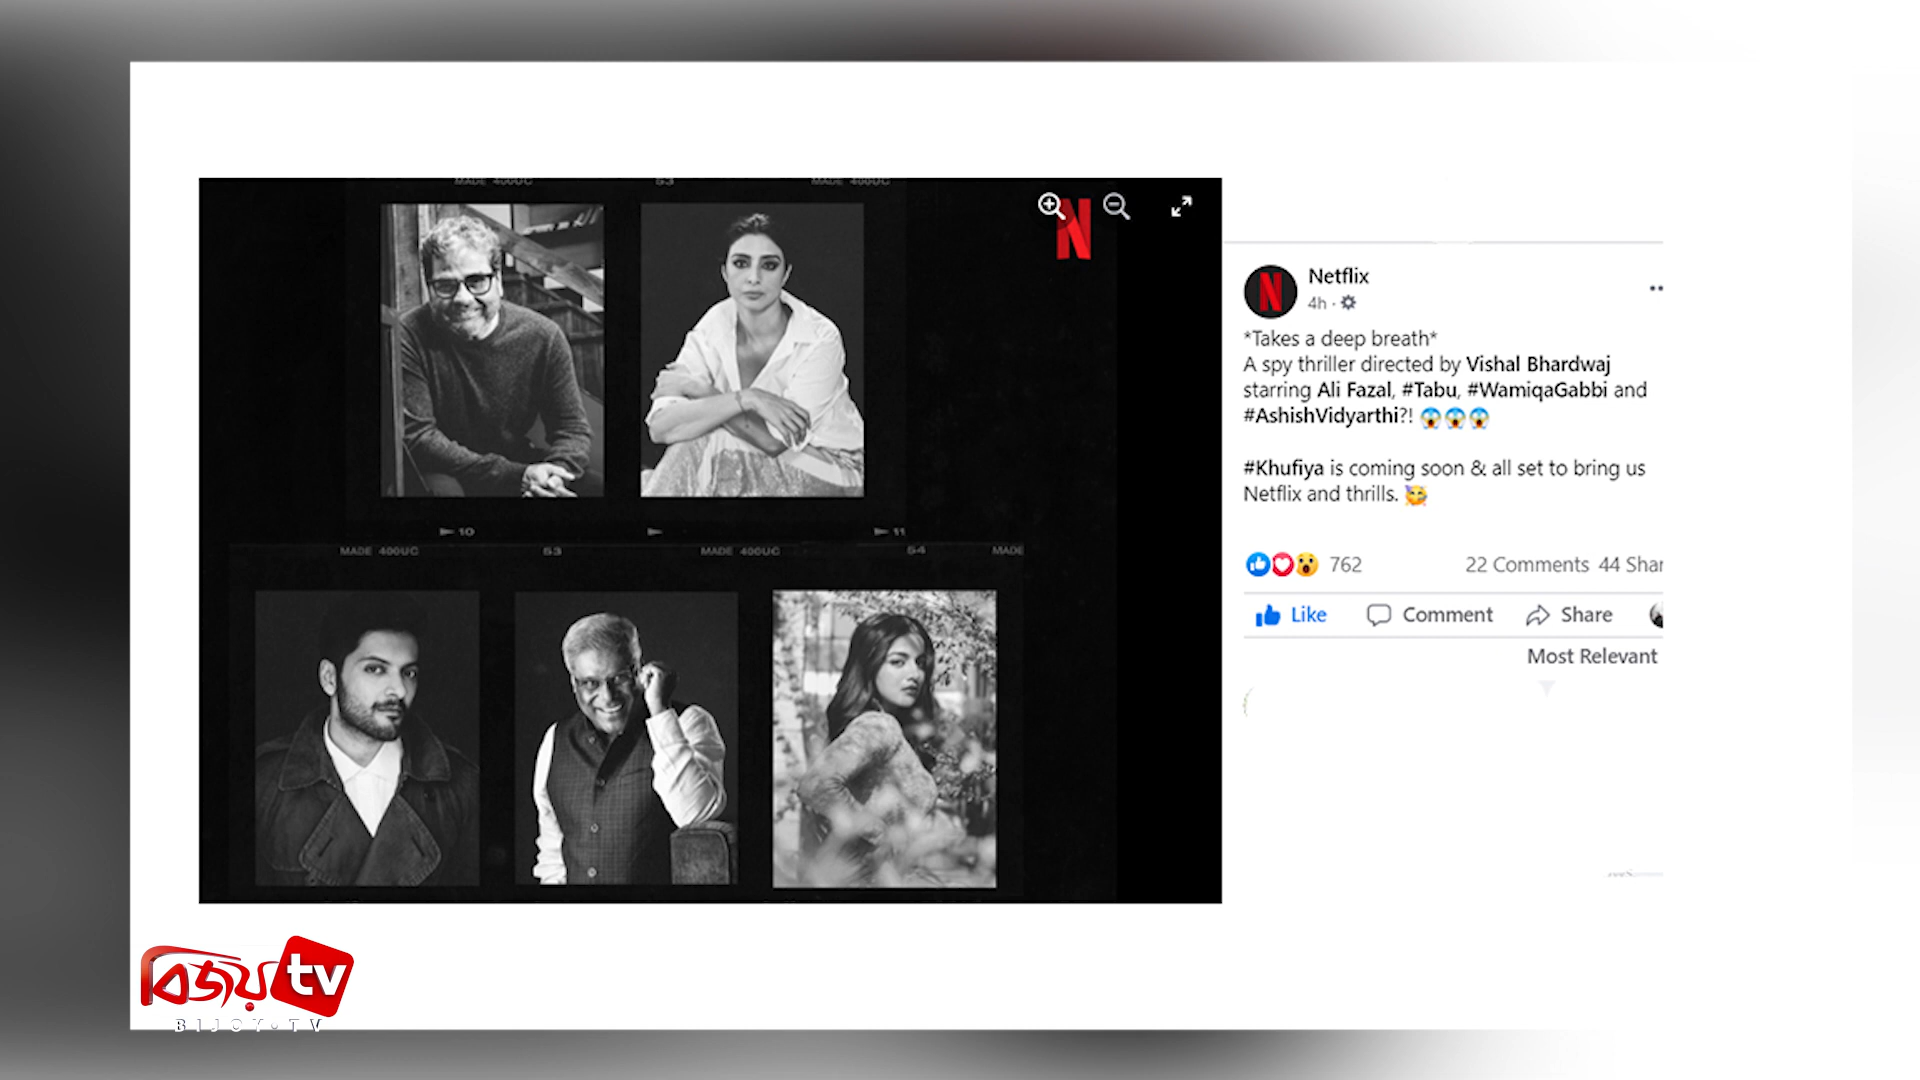 MADE 400UC 53 MADE 400UC
10 11
MADE 400UC 53 MADE 400UC 54 MADE
Netflix
4h ·
*Takes a deep breath*
A spy thriller directed by Vishal Bhardwaj
starring Ali Fazal, #Tabu, #WamiqaGabbi and
#AshishVidyarthi?! 😱😱😱
#Khufiya is coming soon & all set to bring us
Netflix and thrills. 🥳
762 22 Comments 44 Shar
Like Comment Share
Most Relevant
বিজয় tv
BIJOY TV